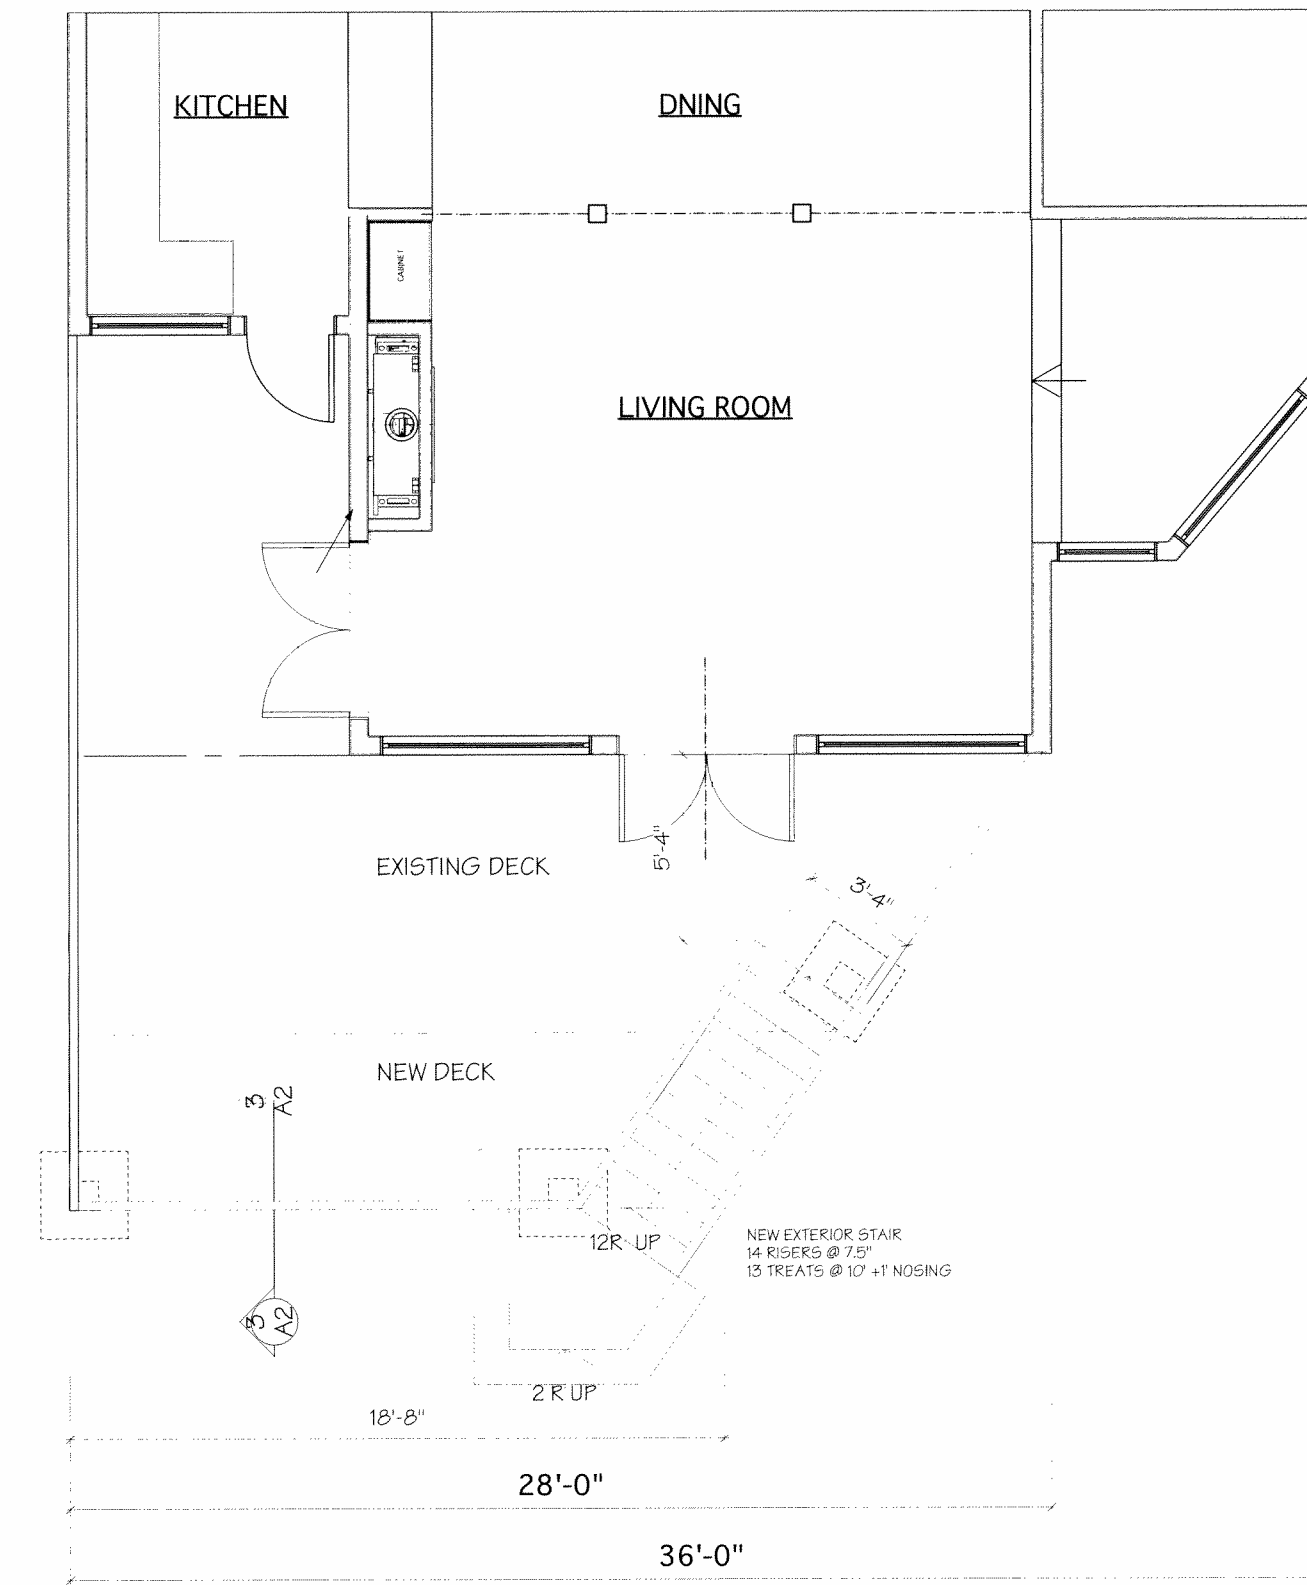 KITCHEN
DNING
CABINET
LIVING ROOM
5'-4"
EXISTING DECK
3'-4"
NEW DECK
3
A2
12R UP
NEW EXTERIOR STAIR
14 RISERS @ 7.5"
13 TREATS @ 10' +1' NOSING
3
A2
2 R UP
18'-8"
28'-0"
36'-0"